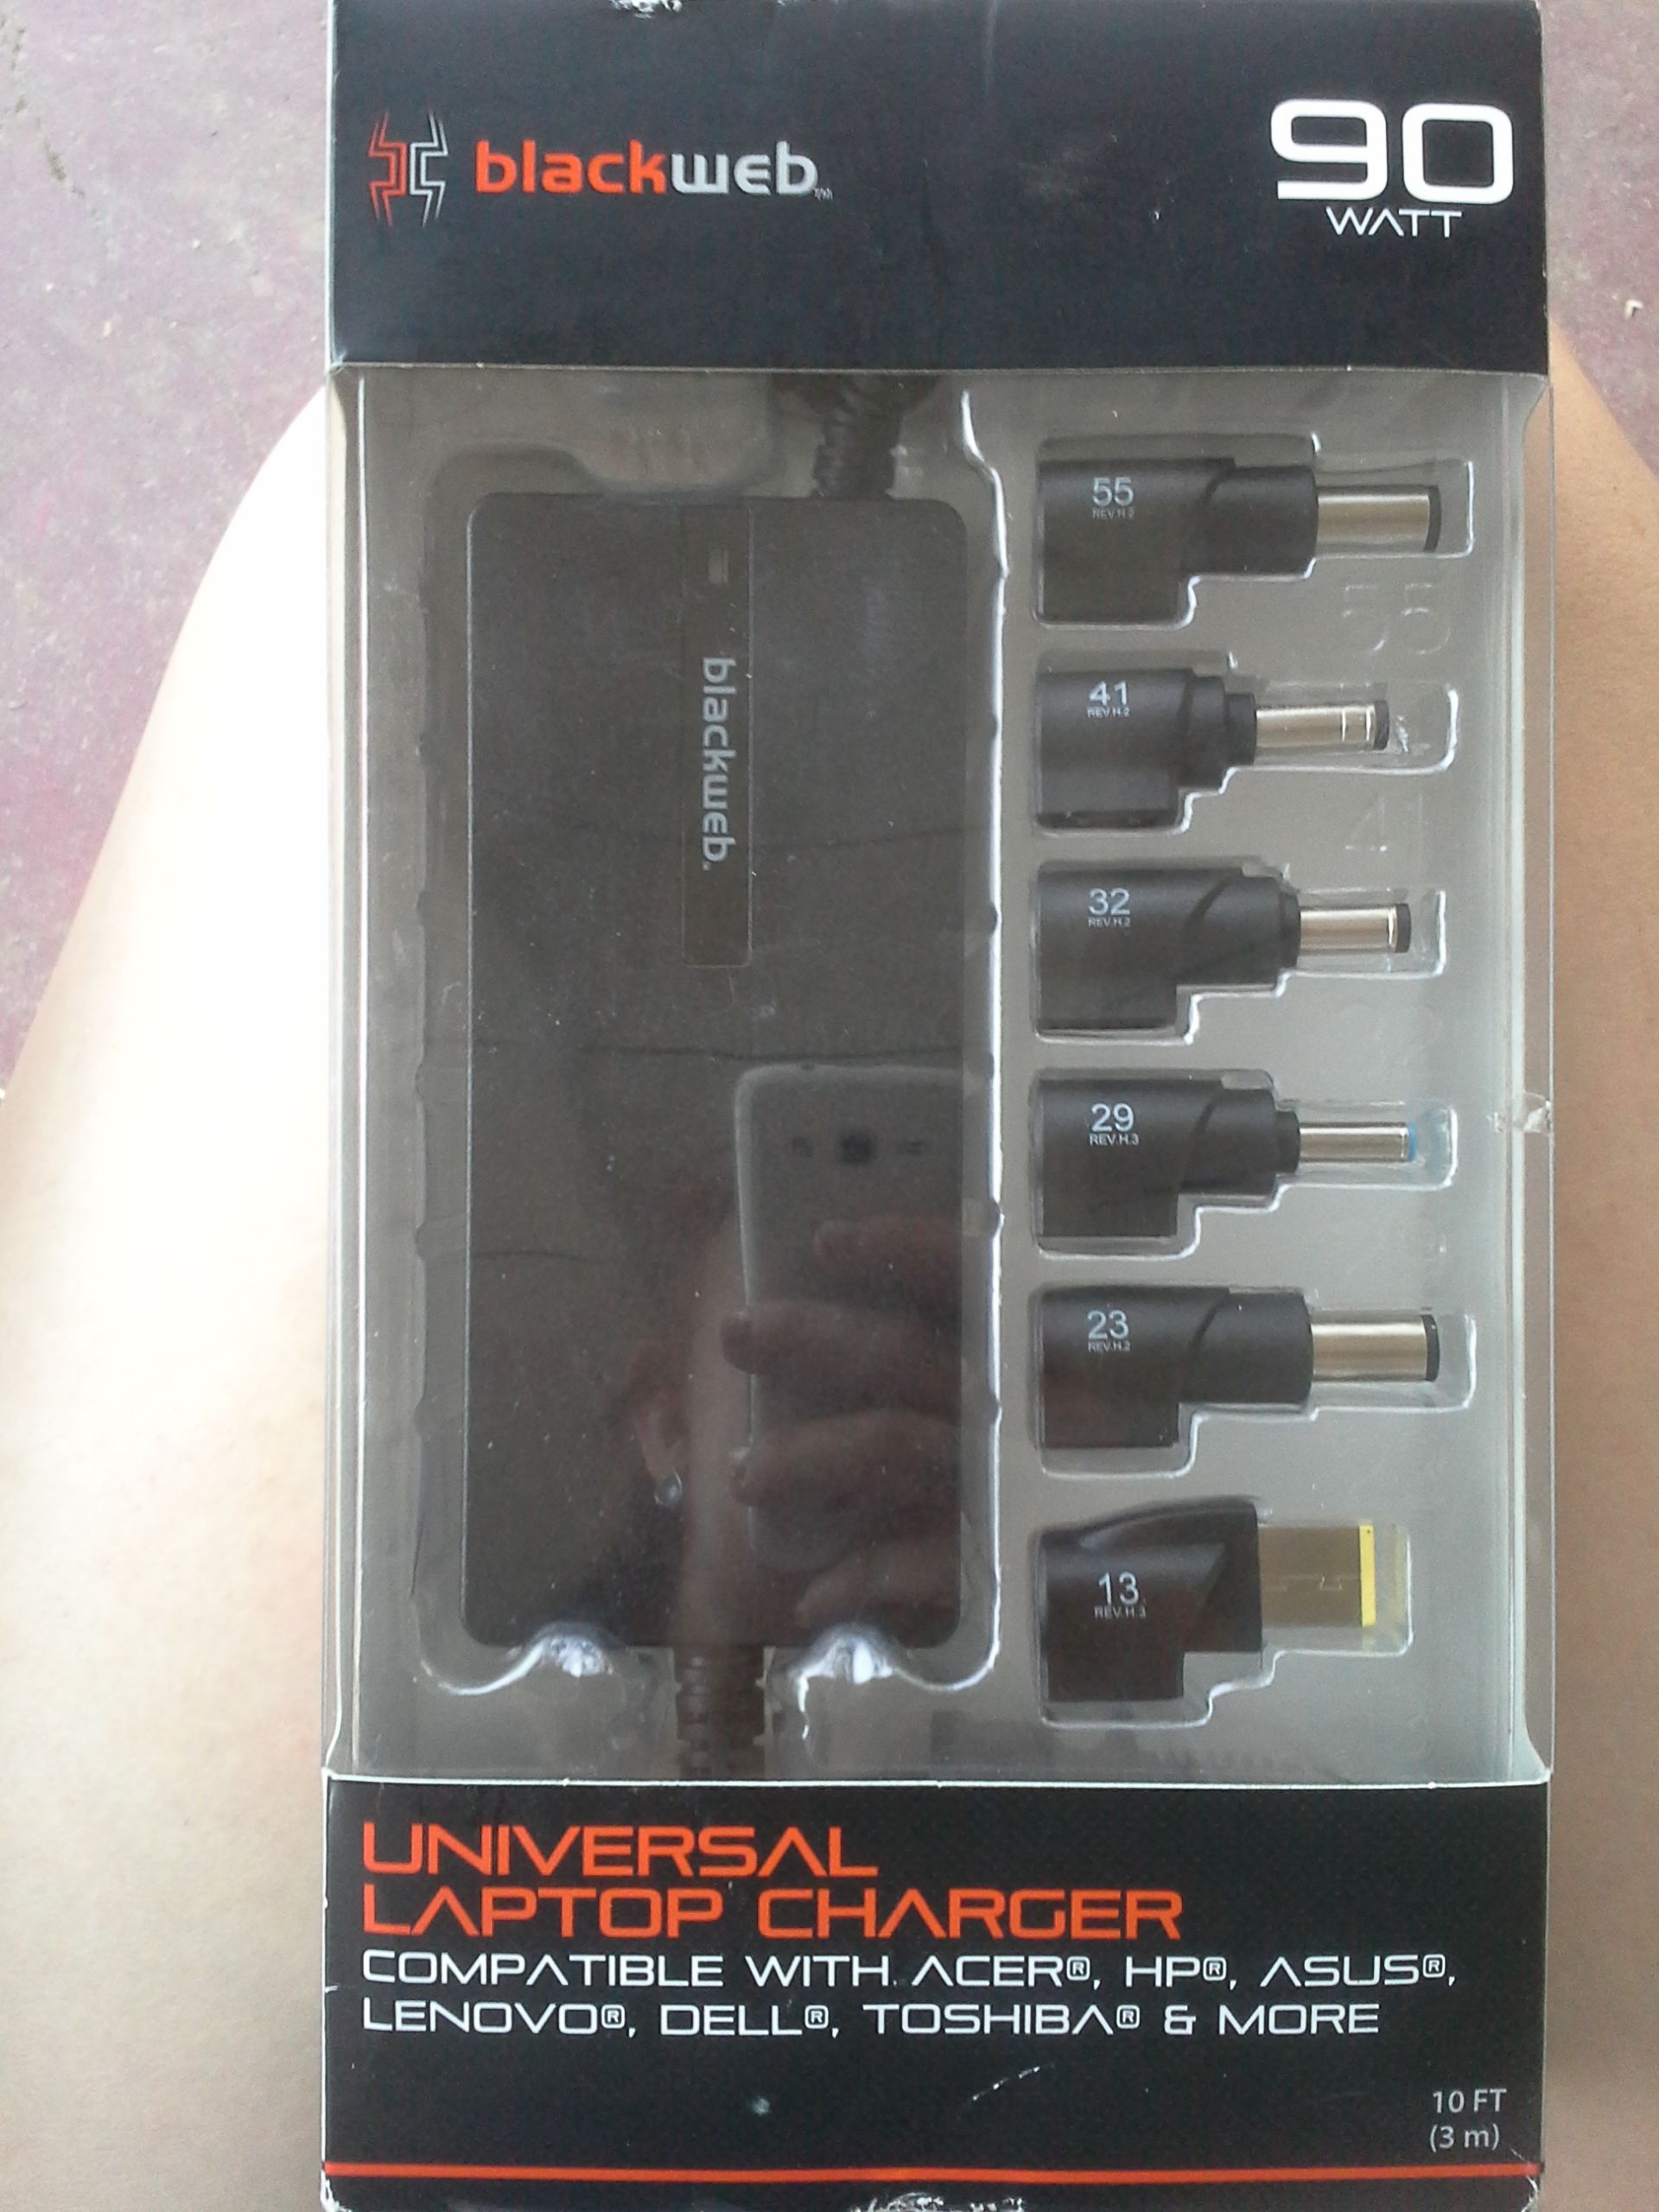 blackweb
90
WATT
blackweb
55
REV.H.2
41
REV.H.2
32
REV.H.2
29
REV.H.3
23
REV.H.2
13
REV.H.3
UNIVERSAL
LAPTOP CHARGER
COMPATIBLE WITH ACER®, HP®, ASUS®,
LENOVO®, DELL®, TOSHIBA® & MORE
10 FT
(3 m)